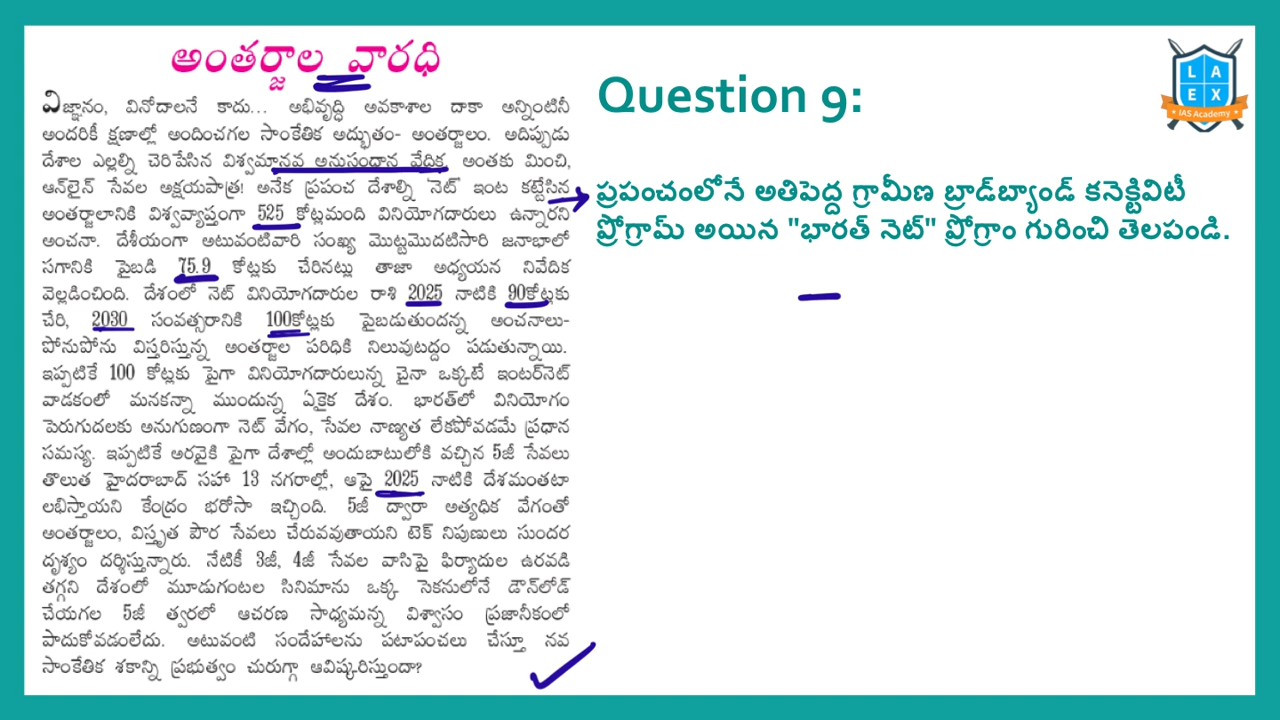 అంతర్జాల వారధి
విజ్ఞానం, వినోదాలనే కాదు... అభివృద్ధి అవకాశాల దాకా అన్నింటినీ
అందరికీ క్షణాల్లో అందించగల సాంకేతిక అద్భుతం- అంతర్జాలం. అదిప్పుడు
దేశాల ఎల్లల్ని చెరిపేసిన విశ్వమానవ అనుసంధాన వేదిక. అంతకు మించి,
ఆన్‌లైన్ సేవల అక్షయపాత్ర! అనేక ప్రపంచ దేశాల్ని 'నెట్' ఇంట కట్టేసిన
అంతర్జాలానికి విశ్వవ్యాప్తంగా 525 కోట్లమంది వినియోగదారులు ఉన్నారని
అంచనా. దేశీయంగా అటువంటివారి సంఖ్య మొట్టమొదటిసారి జనాభాలో
సగానికి పైబడి 75.9 కోట్లకు చేరినట్లు తాజా అధ్యయన నివేదిక
వెల్లడించింది. దేశంలో నెట్ వినియోగదారుల రాశి 2025 నాటికి 90కోట్లకు
చేరి, 2030 సంవత్సరానికి 100కోట్లకు పైబడుతుందన్న అంచనాలు-
పోనుపోను విస్తరిస్తున్న అంతర్జాల పరిధికి నిలువుటద్దం పడుతున్నాయి.
ఇప్పటికే 100 కోట్లకు పైగా వినియోగదారులున్న చైనా ఒక్కటే ఇంటర్‌నెట్
వాడకంలో మనకన్నా ముందున్న ఏకైక దేశం. భారత్‌లో వినియోగం
పెరుగుదలకు అనుగుణంగా నెట్ వేగం, సేవల నాణ్యత లేకపోవడమే ప్రధాన
సమస్య. ఇప్పటికే అరవైకి పైగా దేశాల్లో అందుబాటులోకి వచ్చిన 5జీ సేవలు
తొలుత హైదరాబాద్ సహా 13 నగరాల్లో, ఆపై 2025 నాటికి దేశమంతటా
లభిస్తాయని కేంద్రం భరోసా ఇచ్చింది. 5జీ ద్వారా అత్యధిక వేగంతో
అంతర్జాలం, విస్తృత పౌర సేవలు చేరువవుతాయని టెక్ నిపుణులు సుందర
దృశ్యం దర్శిస్తున్నారు. నేటికీ 3జీ, 4జీ సేవల వాసిపై ఫిర్యాదుల ఉరవడి
తగ్గని దేశంలో మూడుగంటల సినిమాను ఒక్క సెకనులోనే డౌన్‌లోడ్
చేయగల 5జీ త్వరలో ఆచరణ సాధ్యమన్న విశ్వాసం ప్రజానీకంలో
పాదుకోవడంలేదు. అటువంటి సందేహాలను పటాపంచలు చేస్తూ నవ
సాంకేతిక శకాన్ని ప్రభుత్వం చురుగ్గా ఆవిష్కరిస్తుందా?
Question 9:
ప్రపంచంలోనే అతిపెద్ద గ్రామీణ బ్రాడ్‌బ్యాండ్ కనెక్టివిటీ
ప్రోగ్రామ్ అయిన "భారత్ నెట్" ప్రోగ్రాం గురించి తెలపండి.
L A
E X
IAS Academy